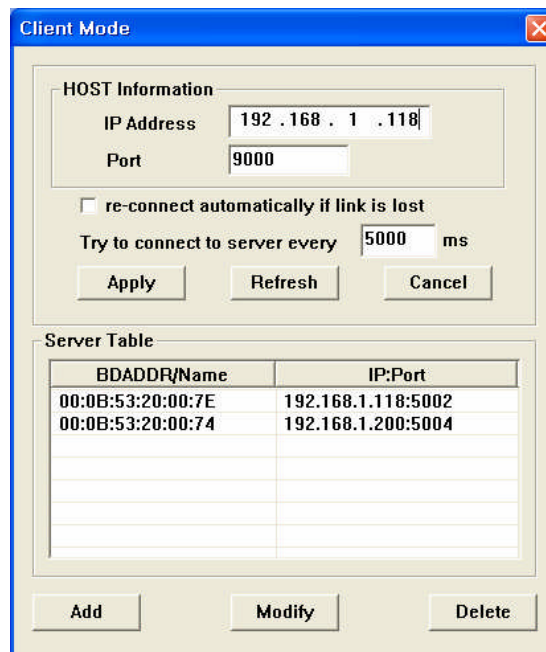 Client Mode
HOST Information
IP Address 192 . 168 . 1 . 118
Port 9000
re-connect automatically if link is lost
Try to connect to server every 5000 ms
Apply Refresh Cancel
Server Table
BDADDR/Name IP:Port
00:0B:53:20:00:7E 192.168.1.118:5002
00:0B:53:20:00:74 192.168.1.200:5004
Add Modify Delete